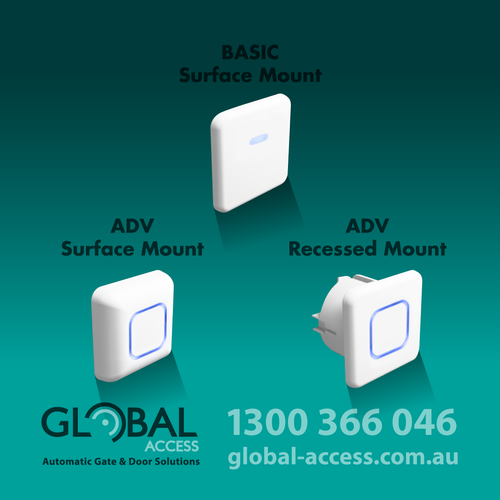 BASIC
Surface Mount
ADV
Surface Mount
ADV
Recessed Mount
GLOBAL
ACCESS
Automatic Gate & Door Solutions
1300 366 046
global-access.com.au